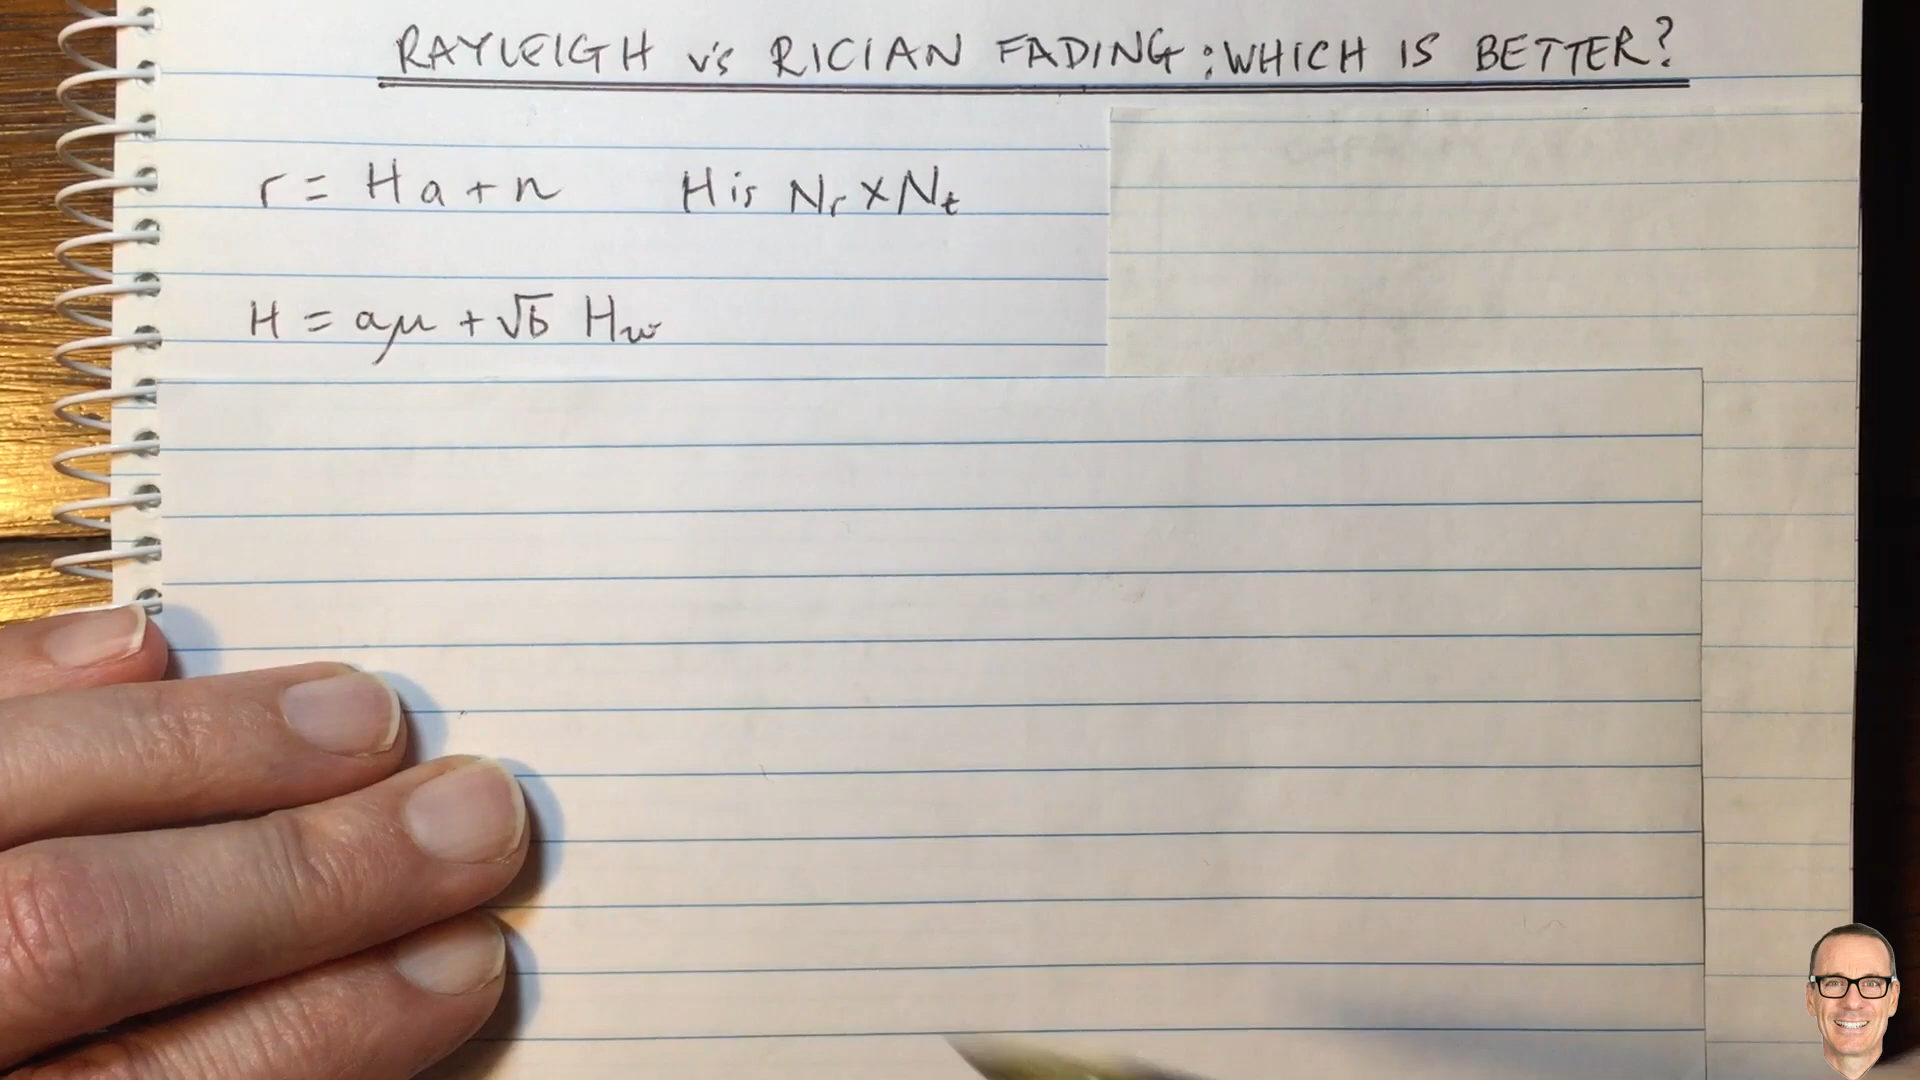 RAYLEIGH v's RICIAN FADING : WHICH IS BETTER?
r = Ha + n H is Nr x Nt
H = aμ + √b Hw